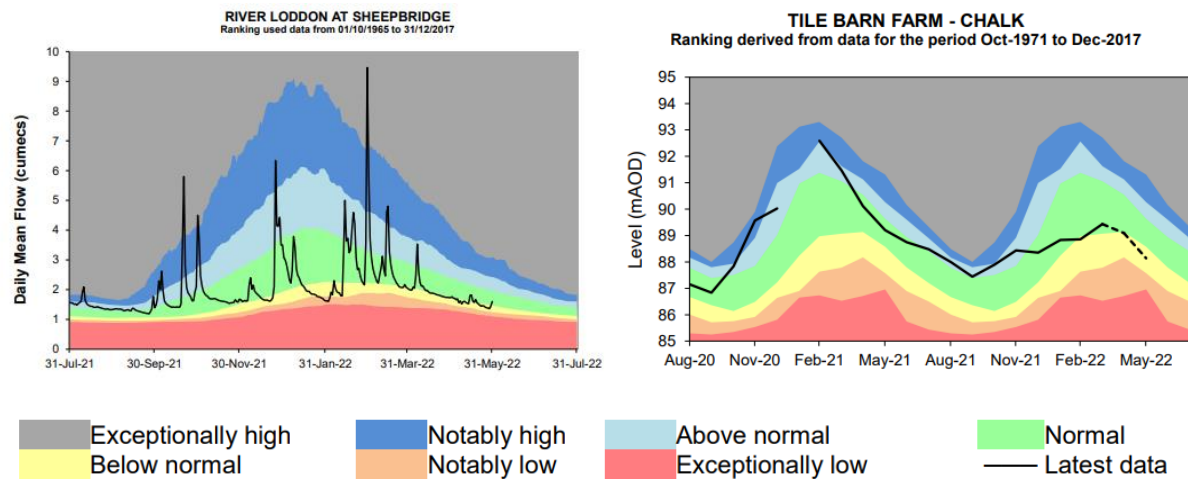 RIVER LODDON AT SHEEPBRIDGE
Ranking used data from 01/10/1965 to 31/12/2017
Daily Mean Flow (cumecs)
10
9
8
7
6
5
4
3
2
1
0
31-Jul-21
30-Sep-21
30-Nov-21
31-Jan-22
31-Mar-22
31-May-22
31-Jul-22
TILE BARN FARM - CHALK
Ranking derived from data for the period Oct-1971 to Dec-2017
Level (mAOD)
95
94
93
92
91
90
88
87
86
85
Aug-20
Nov-20
Feb-21
May-21
Aug-21
Nov-21
Feb-22
May-22
Exceptionally high
Notably high
Above normal
Normal
Below normal
Notably low
Exceptionally low
Latest data